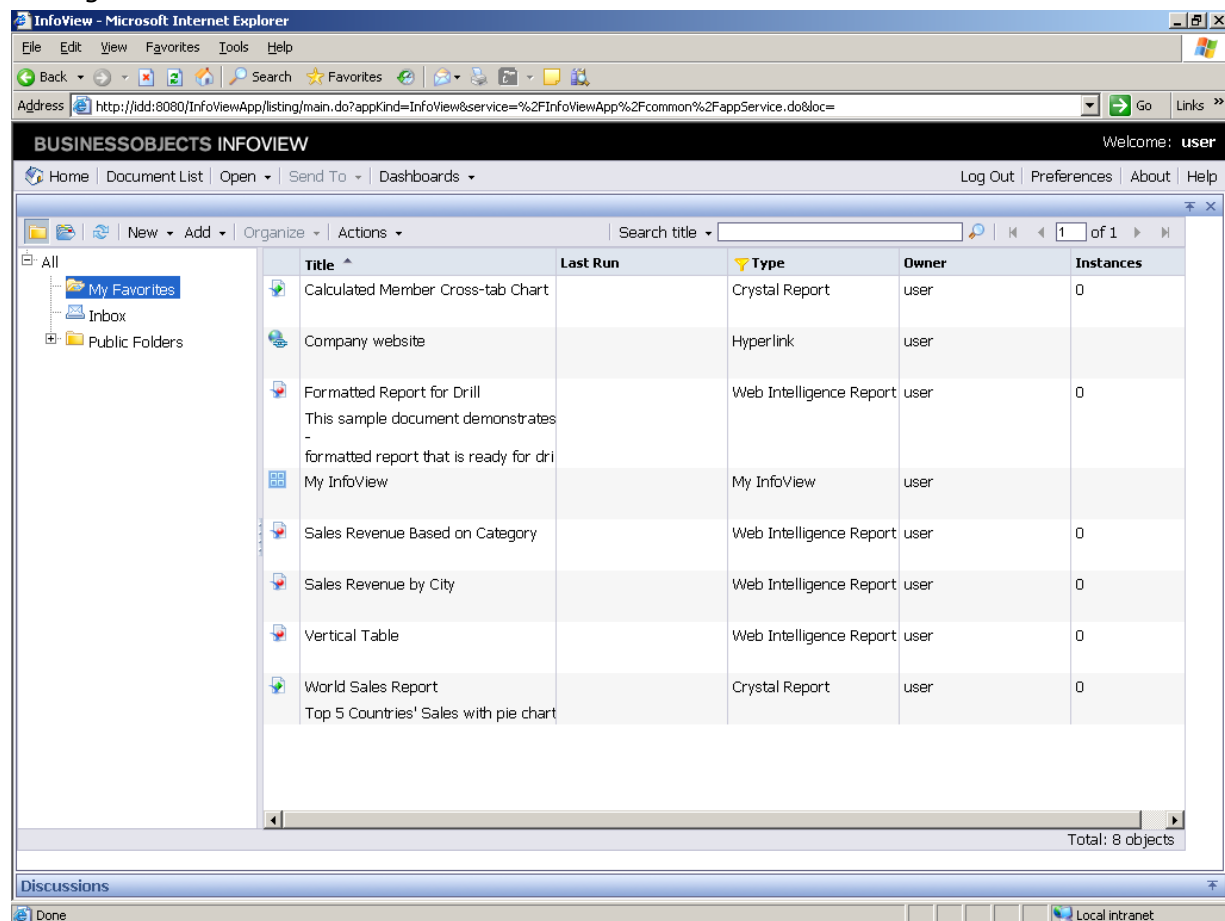 InfoView - Microsoft Internet Explorer
File Edit View Favorites Tools Help
Back Search Favorites
Address http://idd:8080/InfoViewApp/listing/main.do?appKind=InfoView&service=%2FInfoViewApp%2Fcommon%2FappService.do&loc= Go Links »
BUSINESSOBJECTS INFOVIEW Welcome: user
Home Document List Open Send To Dashboards Log Out Preferences About Help
New Add Organize Actions Search title 1 of 1
All
My Favorites
Inbox
Public Folders
Title Last Run Type Owner Instances
Calculated Member Cross-tab Chart Crystal Report user 0
Company website Hyperlink user
Formatted Report for Drill Web Intelligence Report user 0
This sample document demonstrates
-
formatted report that is ready for dri
My InfoView My InfoView user
Sales Revenue Based on Category Web Intelligence Report user 0
Sales Revenue by City Web Intelligence Report user 0
Vertical Table Web Intelligence Report user 0
World Sales Report Crystal Report user 0
Top 5 Countries' Sales with pie chart
Total: 8 objects
Discussions
Done Local intranet